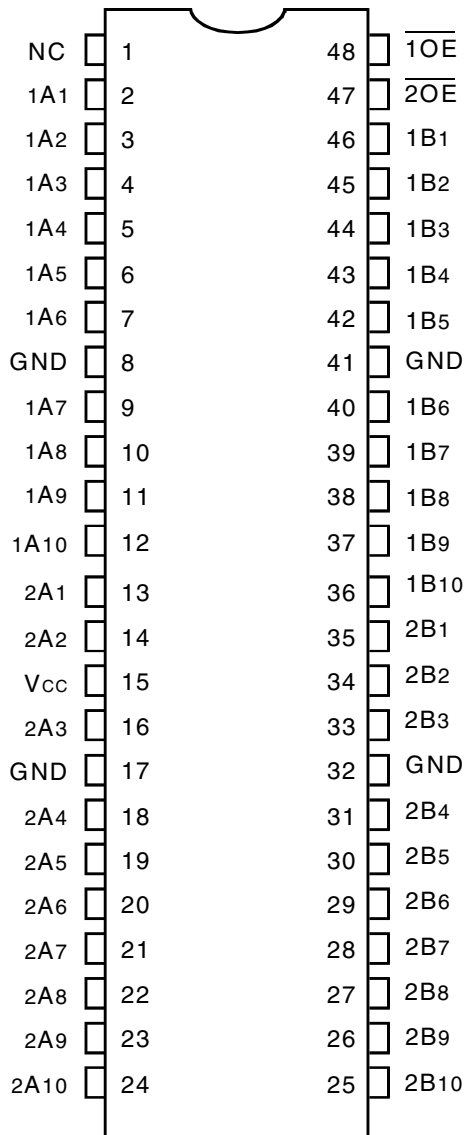 NC 1 48 1OE
1A1 2 47 2OE
1A2 3 46 1B1
1A3 4 45 1B2
1A4 5 44 1B3
1A5 6 43 1B4
1A6 7 42 1B5
GND 8 41 GND
1A7 9 40 1B6
1A8 10 39 1B7
1A9 11 38 1B8
1A10 12 37 1B9
2A1 13 36 1B10
2A2 14 35 2B1
VCC 15 34 2B2
2A3 16 33 2B3
GND 17 32 GND
2A4 18 31 2B4
2A5 19 30 2B5
2A6 20 29 2B6
2A7 21 28 2B7
2A8 22 27 2B8
2A9 23 26 2B9
2A10 24 25 2B10